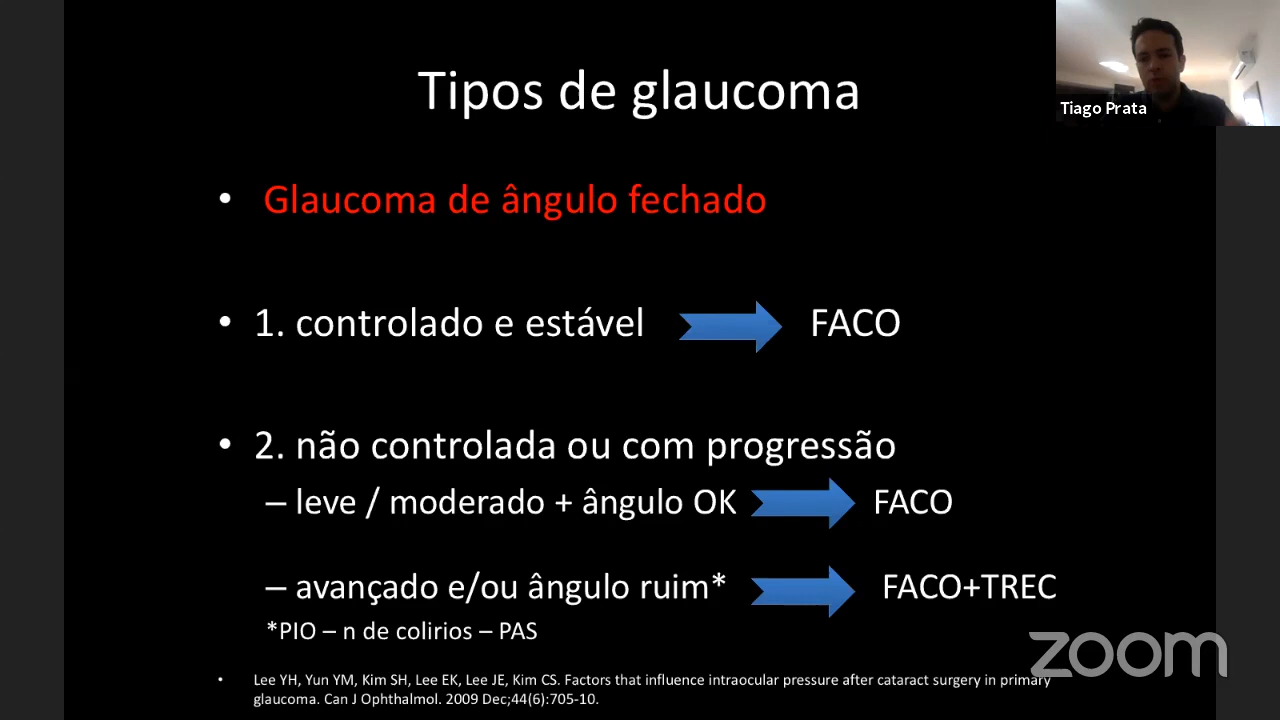 Tipos de glaucoma
Tiago Prata
• Glaucoma de ângulo fechado
• 1. controlado e estável FACO
• 2. não controlada ou com progressão
– leve / moderado + ângulo OK FACO
– avançado e/ou ângulo ruim* FACO+TREC
*PIO – n de colirios – PAS
zoom
• Lee YH, Yun YM, Kim SH, Lee EK, Lee JE, Kim CS. Factors that influence intraocular pressure after cataract surgery in primary
glaucoma. Can J Ophthalmol. 2009 Dec;44(6):705-10.